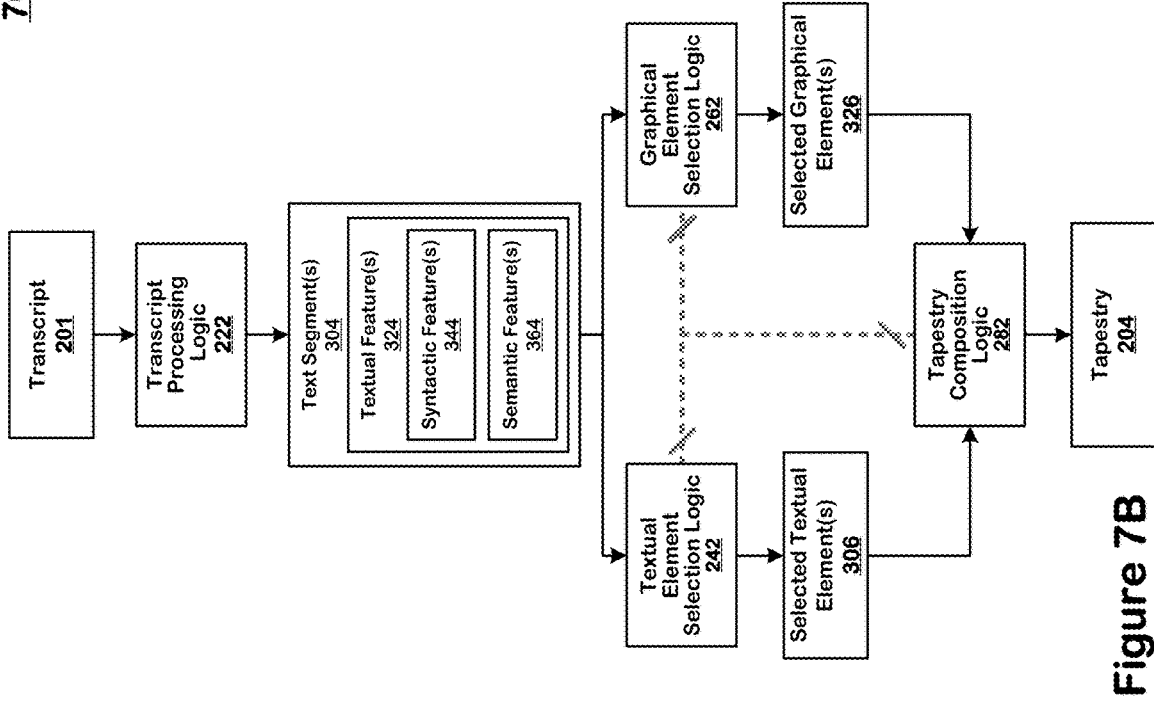 Transcript
201
Transcript
Processing
Logic
222
Text Segment(s)
304
Textual Feature(s)
324
Syntactic Feature(s)
344
Semantic Feature(s)
364
Textual
Element
Selection Logic
242
Graphical
Element
Selection Logic
262
Selected Textual
Element(s)
306
Selected Graphical
Element(s)
326
Tapestry
Composition
Logic
282
Tapestry
204
Figure 7B